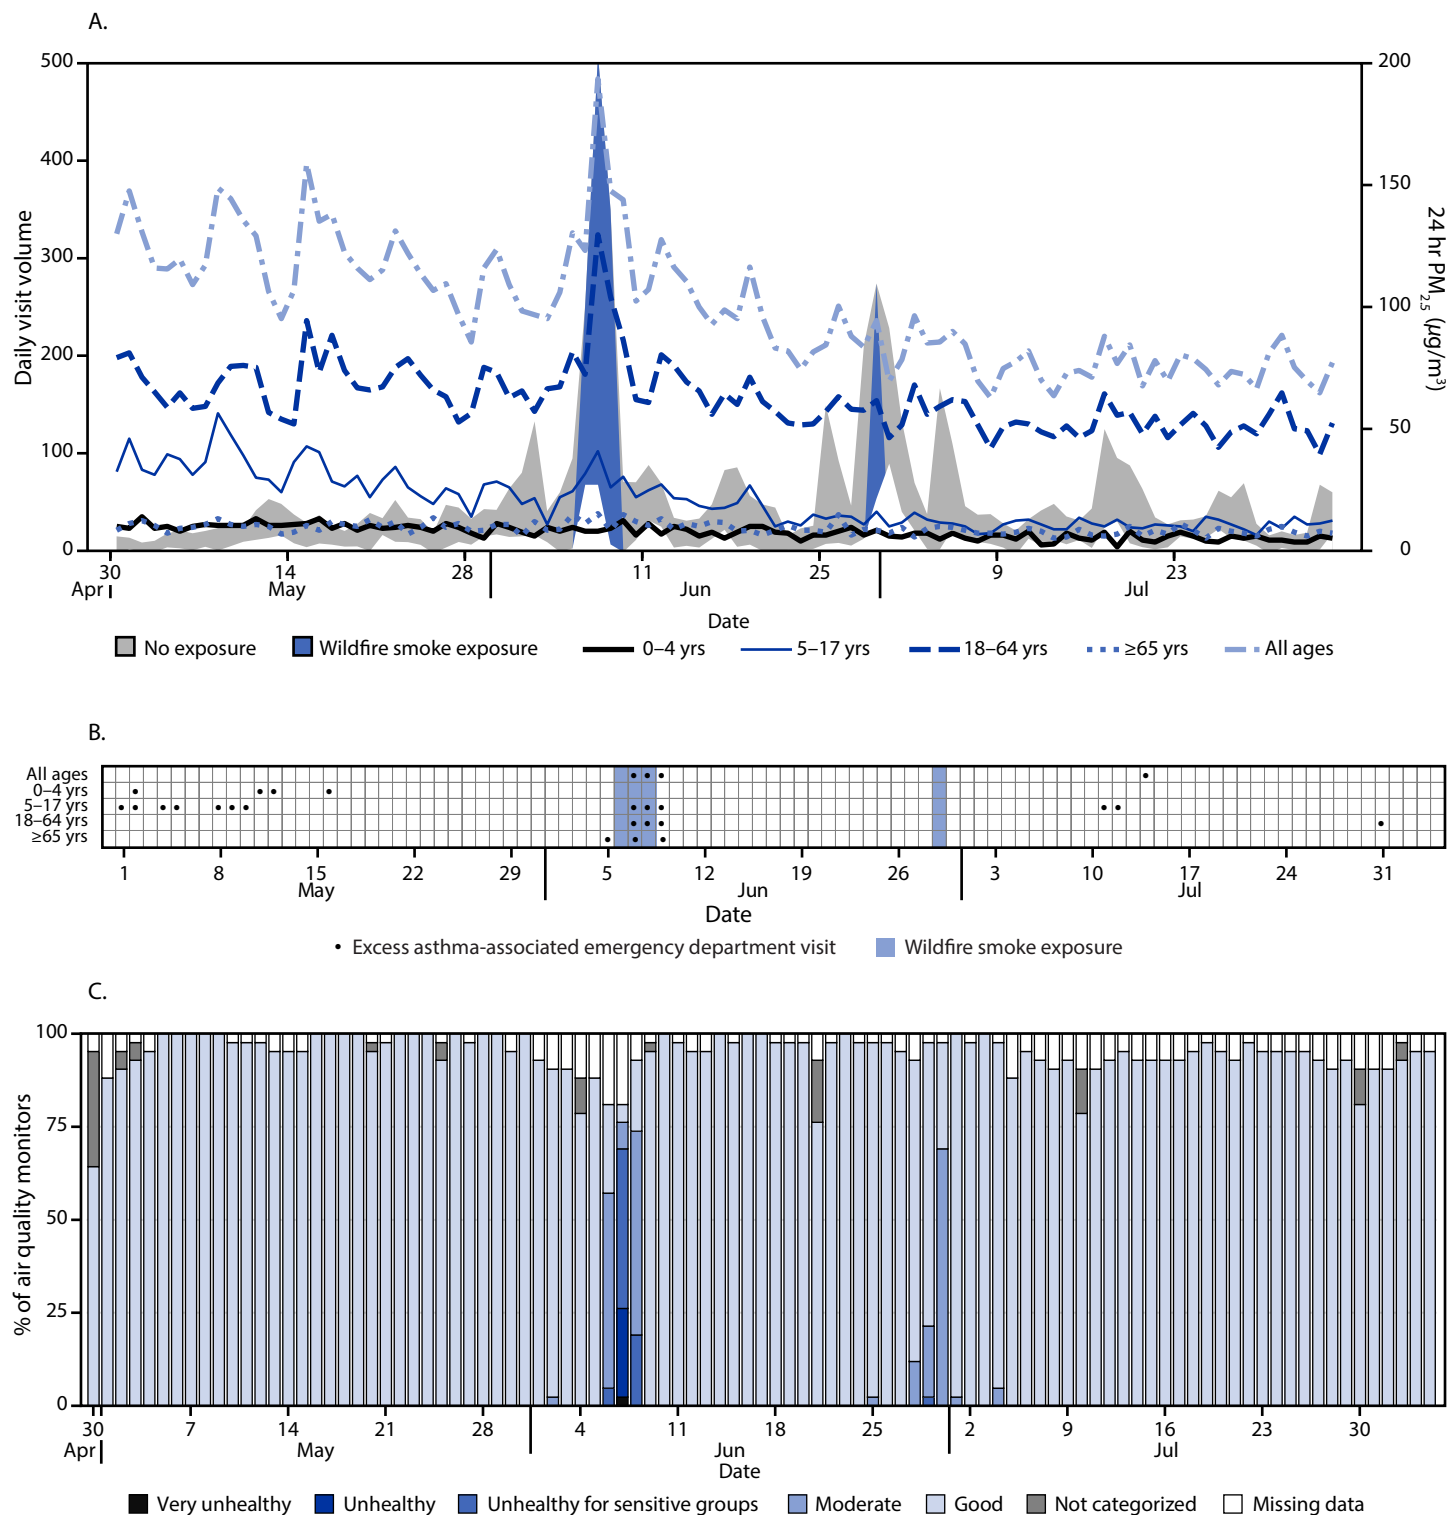 A.
500
400
300
200
100
0
Daily visit volume
200
150
100
50
0
24 hr PM2.5 (µg/m3)
30 14 28 11 25 9 23
Apr May Jun Jul
Date
No exposure Wildfire smoke exposure 0–4 yrs 5–17 yrs 18–64 yrs ≥65 yrs All ages
B.
All ages
0–4 yrs
5–17 yrs
18–64 yrs
≥65 yrs
1 8 15 22 29 5 12 19 26 3 10 17 24 31
May Jun Jul
Date
• Excess asthma-associated emergency department visit Wildfire smoke exposure
C.
100
75
50
25
0
% of air quality monitors
30 7 14 21 28 4 11 18 25 2 9 16 23 30
Apr May Jun Jul
Date
Very unhealthy Unhealthy Unhealthy for sensitive groups Moderate Good Not categorized Missing data